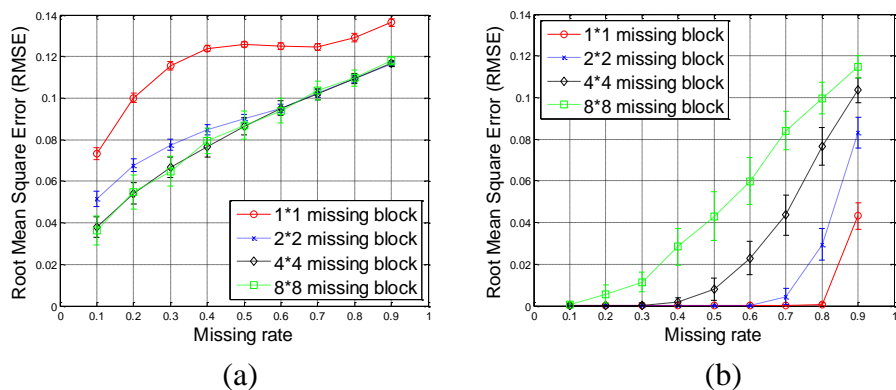 0.14
0.12
0.1
0.08
0.06
0.04
0.02
0
Root Mean Square Error (RMSE)
1*1 missing block
2*2 missing block
4*4 missing block
8*8 missing block
0 0.1 0.2 0.3 0.4 0.5 0.6 0.7 0.8 0.9 1
Missing rate
(a)
0.14
0.12
0.1
0.08
0.06
0.04
0.02
0
Root Mean Square Error (RMSE)
1*1 missing block
2*2 missing block
4*4 missing block
8*8 missing block
0 0.1 0.2 0.3 0.4 0.5 0.6 0.7 0.8 0.9 1
Missing rate
(b)